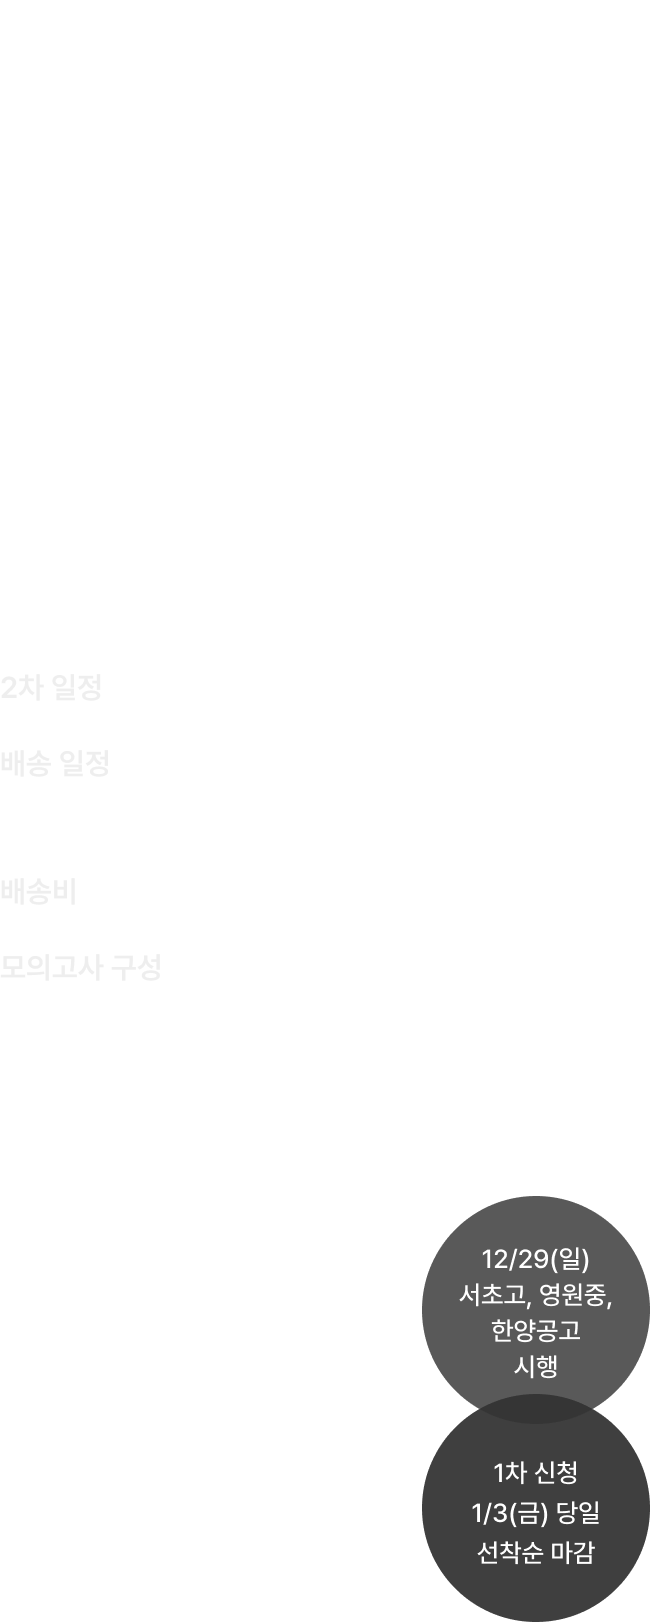 2차 일정
배송 일정
배송비
모의고사 구성
12/29(일)
서초고, 영원중,
한양공고
시행
1차 신청
1/3(금) 당일
선착순 마감